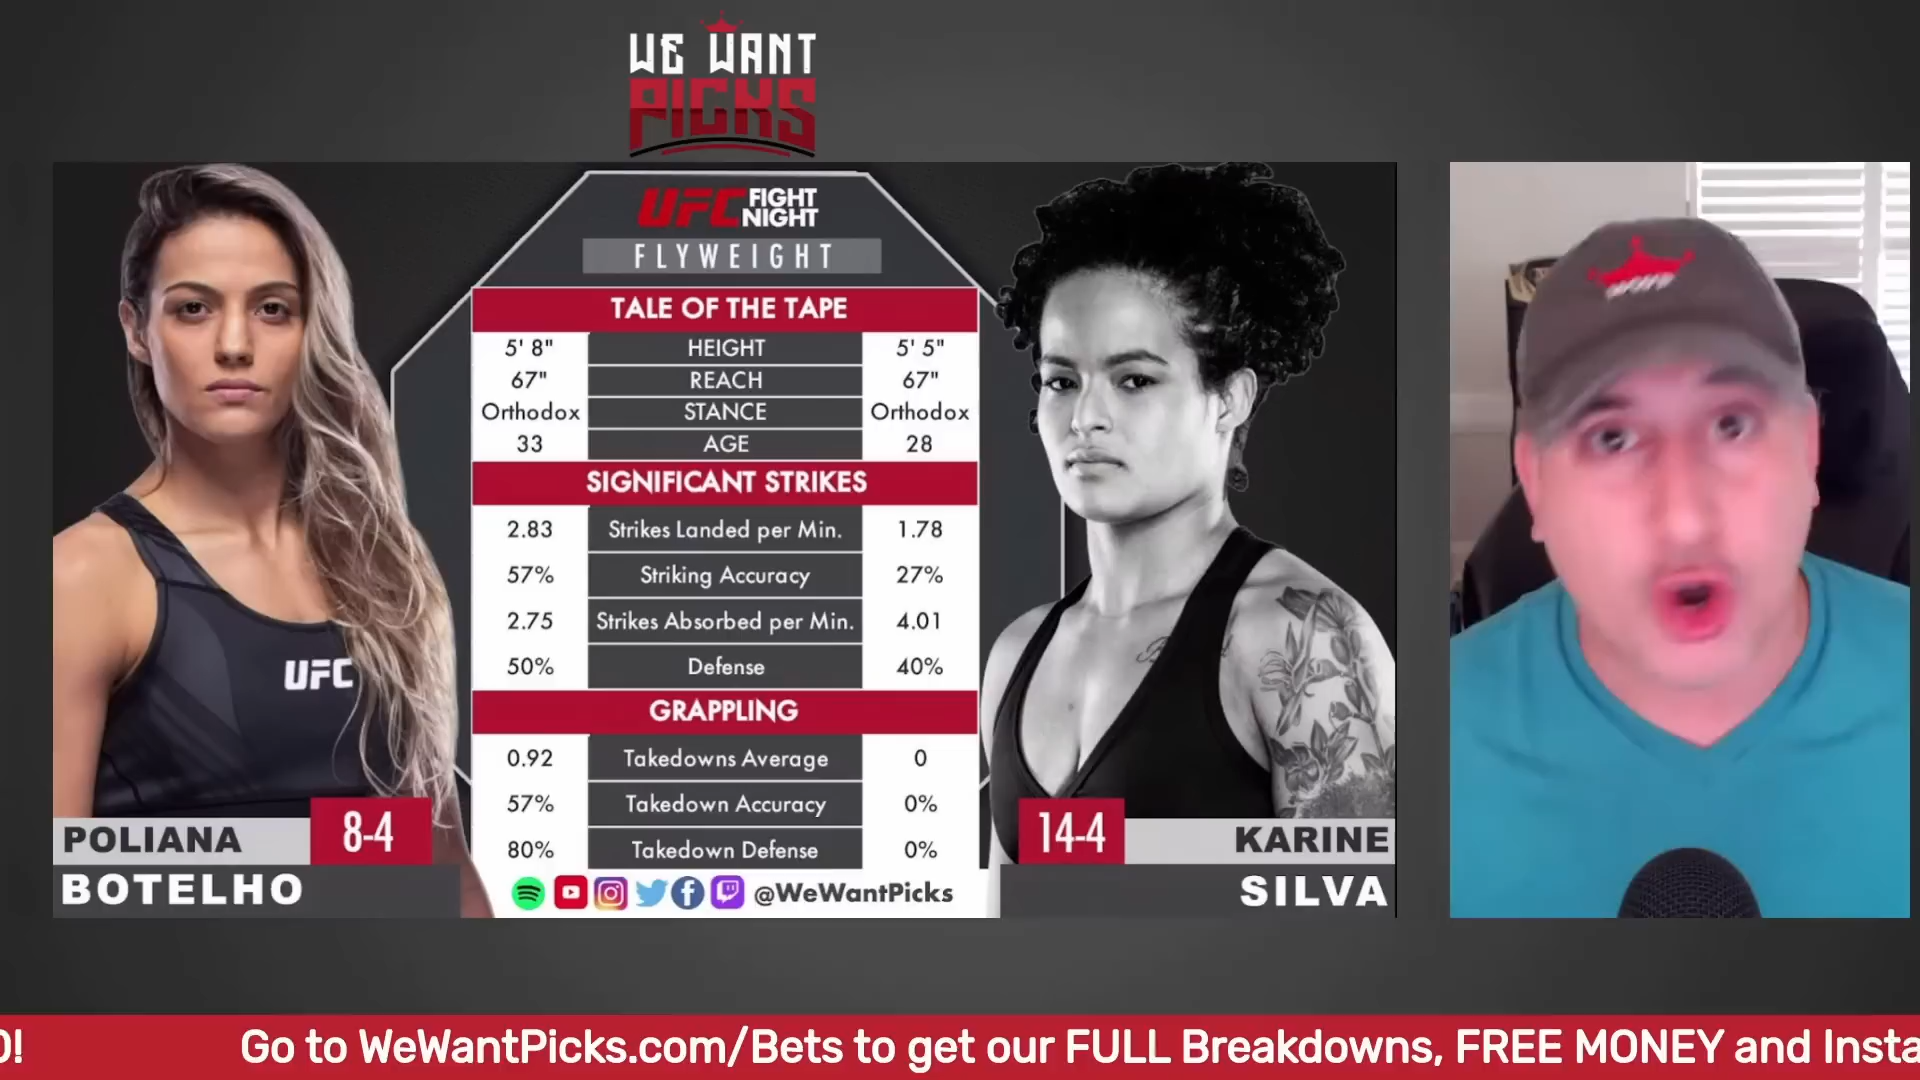 WE WANT
PICKS
UFC FIGHT
NIGHT
FLYWEIGHT
TALE OF THE TAPE
5' 8" HEIGHT 5' 5"
67" REACH 67"
Orthodox STANCE Orthodox
33 AGE 28
SIGNIFICANT STRIKES
2.83 Strikes Landed per Min. 1.78
57% Striking Accuracy 27%
2.75 Strikes Absorbed per Min. 4.01
50% Defense 40%
GRAPPLING
0.92 Takedowns Average 0
57% Takedown Accuracy 0%
80% Takedown Defense 0%
@WeWantPicks
UFC
POLIANA 8-4
BOTELHO
14-4 KARINE
SILVA
Go to WeWantPicks.com/Bets to get our FULL Breakdowns, FREE MONEY and Insta